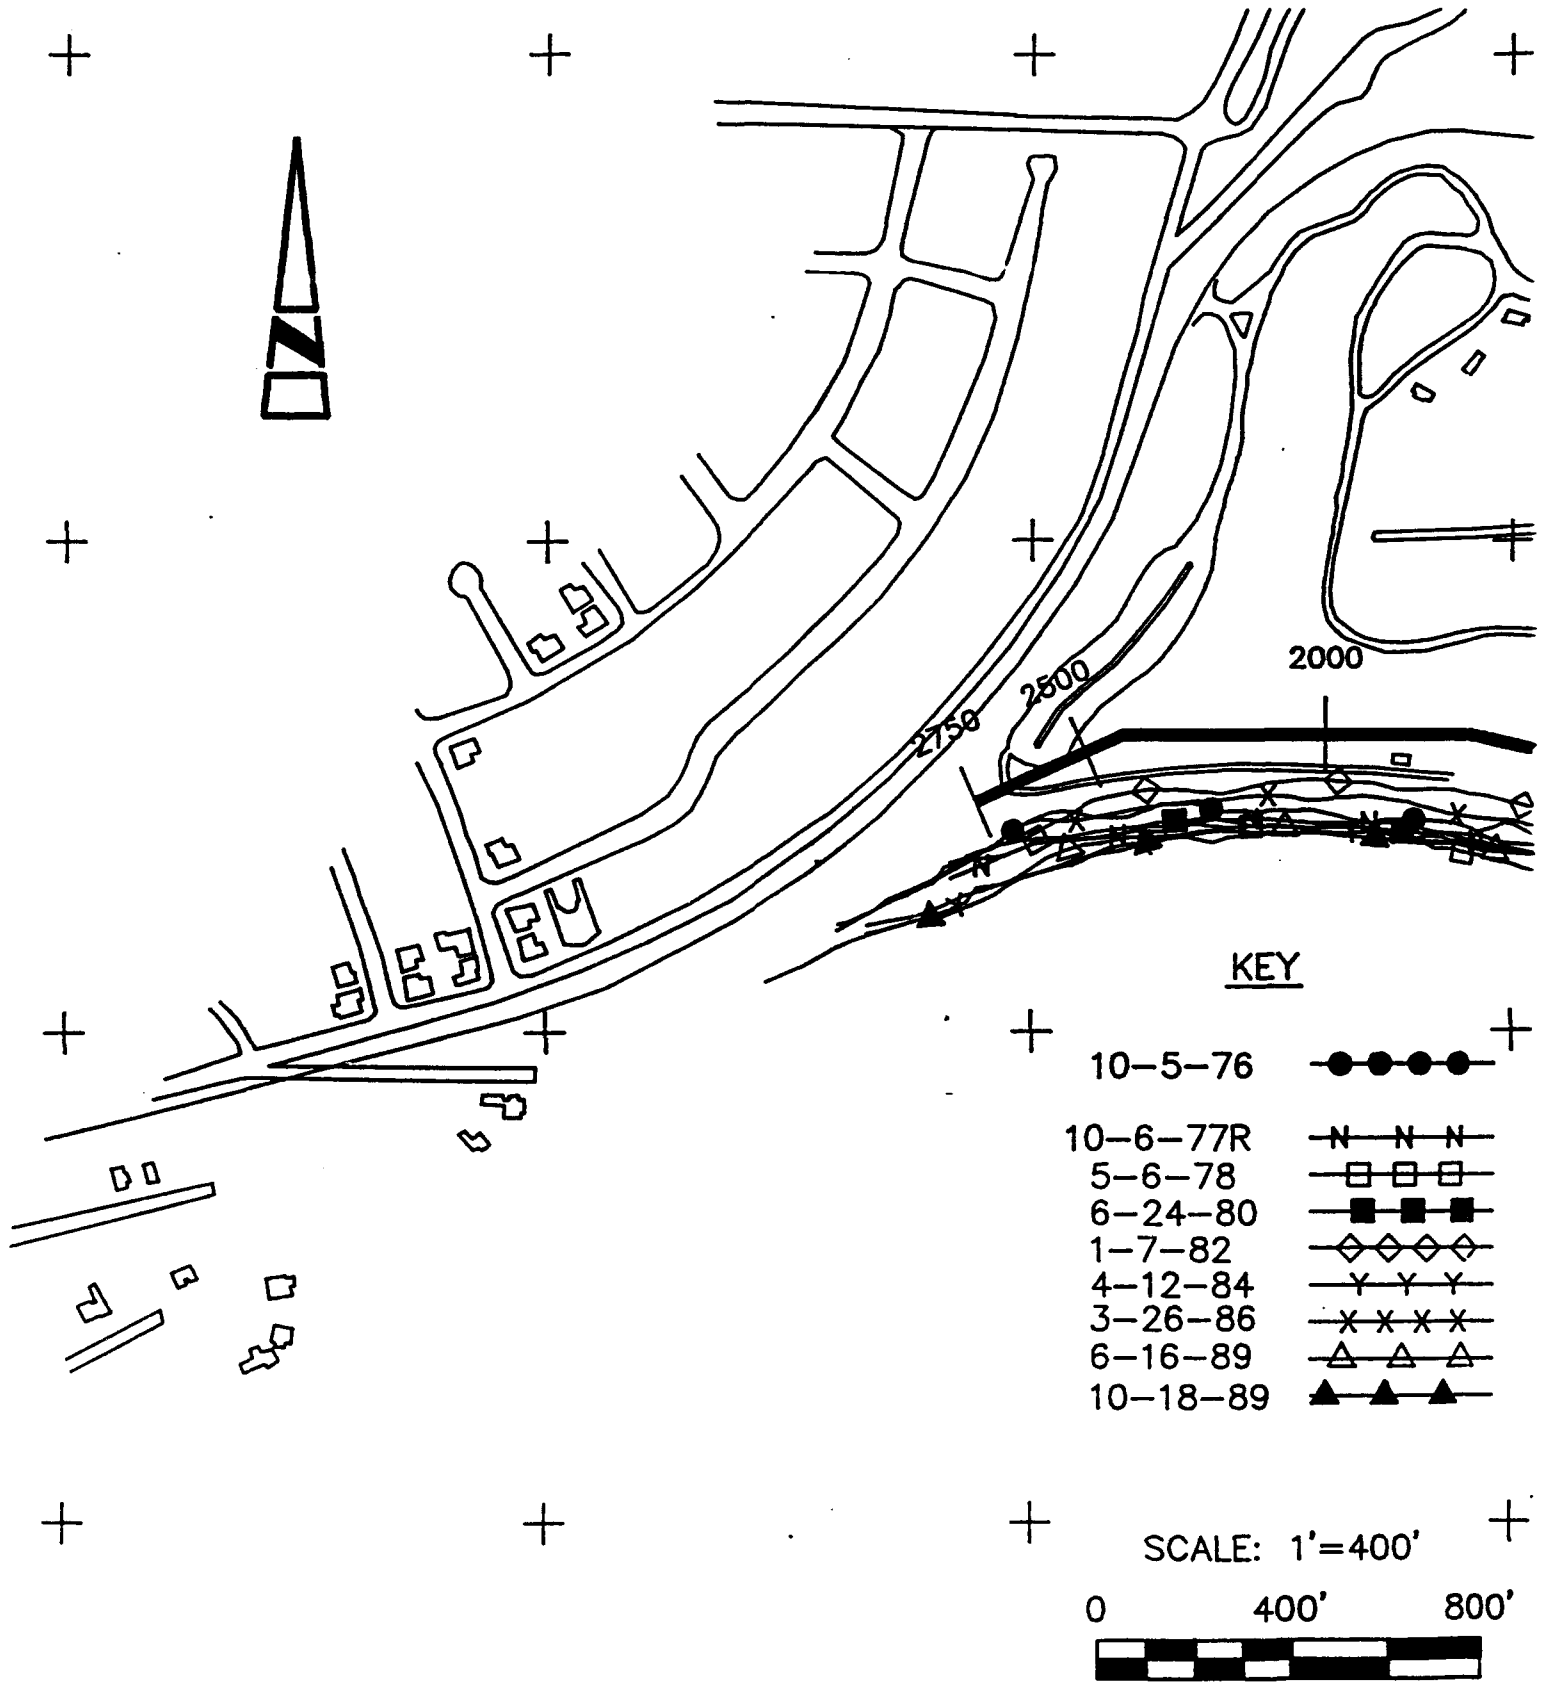 N
2000
2500
2750
KEY
10-5-76
10-6-77R N N N
5-6-78
6-24-80
1-7-82
4-12-84 Y Y Y
3-26-86 X X X X
6-16-89
10-18-89
SCALE: 1'=400'
0 400' 800'